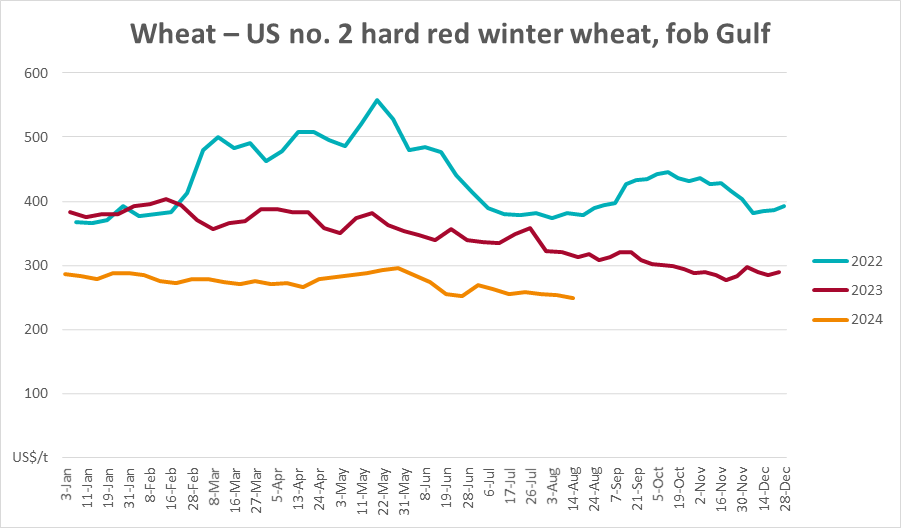 Wheat – US no. 2 hard red winter wheat, fob Gulf
600
500
400
300
200
100
US$/t
2022
2023
2024
3-Jan
11-Jan
19-Jan
31-Jan
8-Feb
16-Feb
28-Feb
8-Mar
16-Mar
27-Mar
5-Apr
13-Apr
24-Apr
3-May
11-May
22-May
31-May
8-Jun
19-Jun
28-Jun
6-Jul
17-Jul
26-Jul
3-Aug
14-Aug
24-Aug
7-Sep
21-Sep
5-Oct
19-Oct
2-Nov
16-Nov
30-Nov
14-Dec
28-Dec